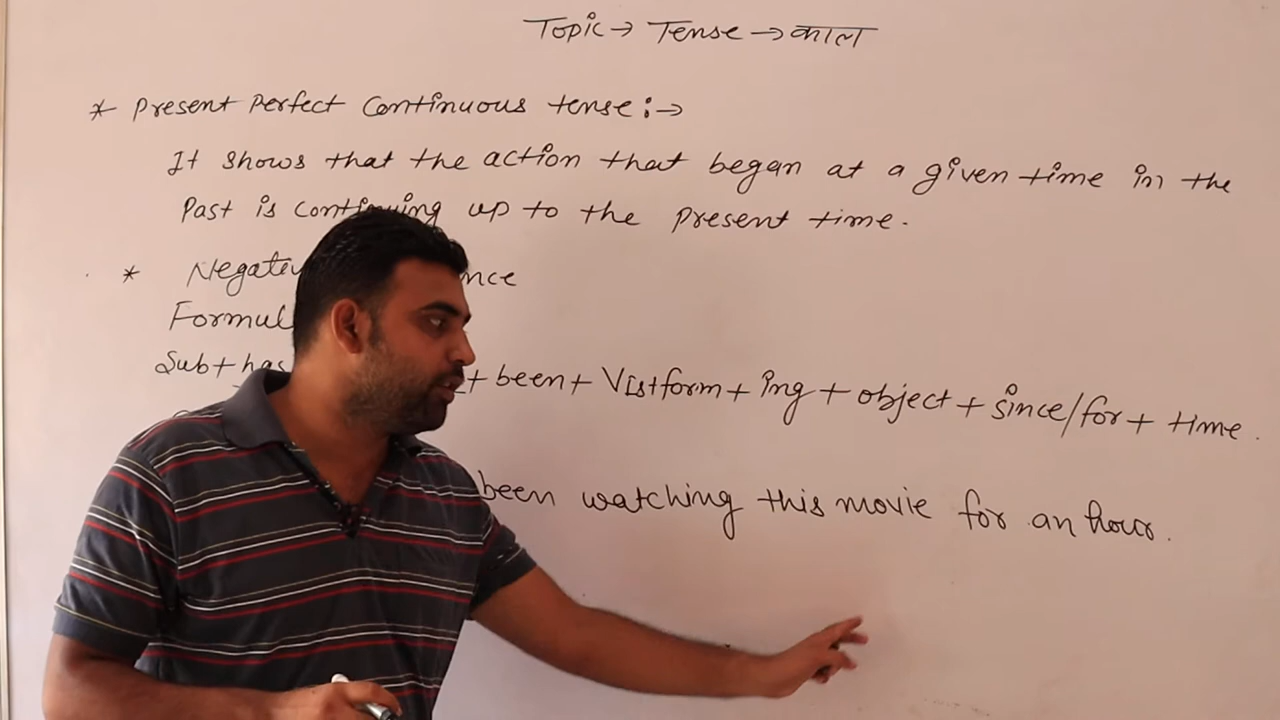 Topic → Tense → काल
* Present Perfect Continuous tense :→
It shows that the action that began at a given time in the
Past is continuing up to the present time.
* Negativ nce
Formul
Sub + has + been + V1st form + ing + object + since/for + time.
been watching this movie for an hour.